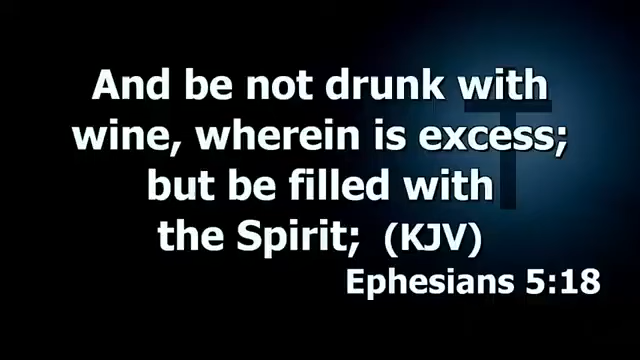 And be not drunk with
wine, wherein is excess;
but be filled with
the Spirit; (KJV)
Ephesians 5:18